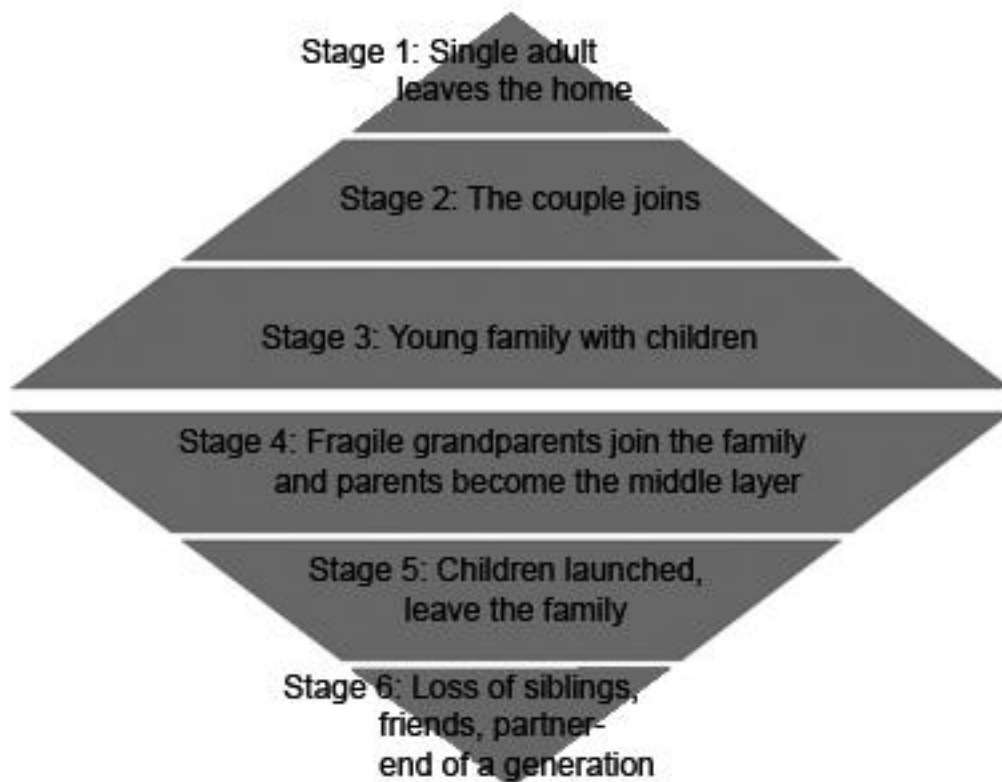 Stage 1: Single adult
leaves the home
Stage 2: The couple joins
Stage 3: Young family with children
Stage 4: Fragile grandparents join the family
and parents become the middle layer
Stage 5: Children launched,
leave the family
Stage 6: Loss of siblings,
friends, partner-
end of a generation